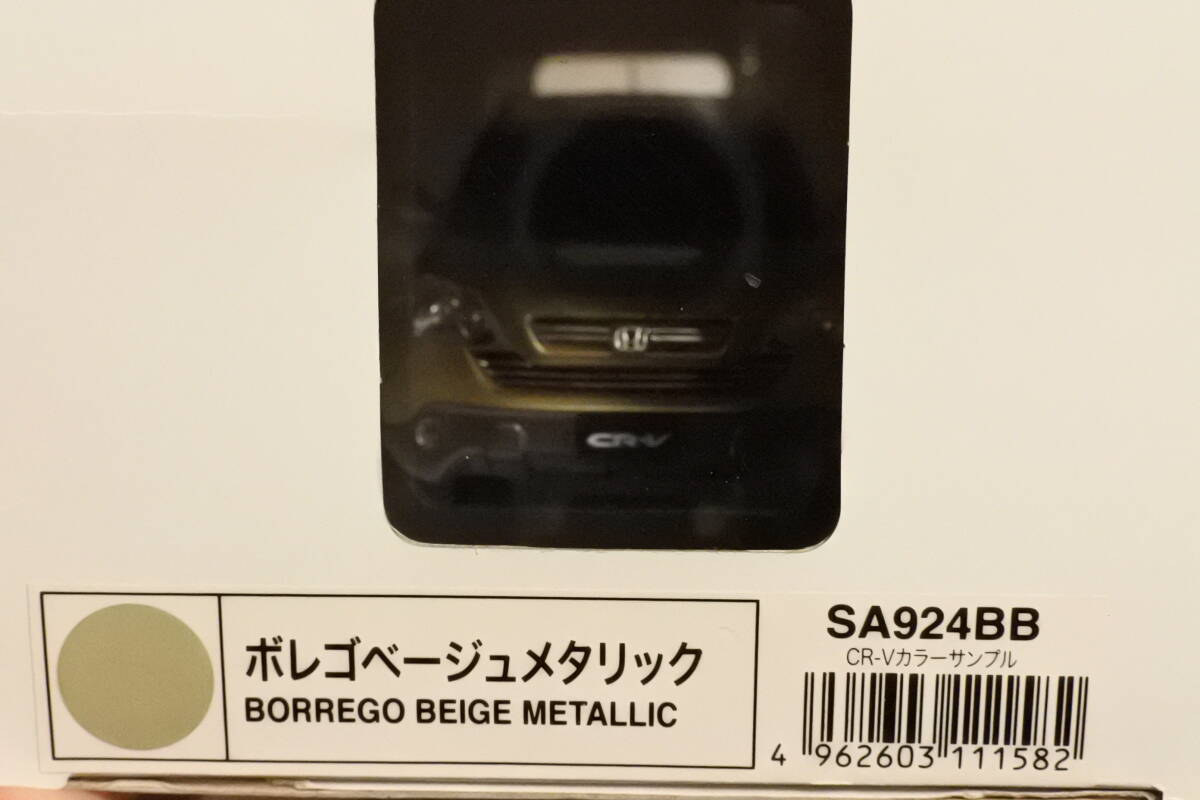 CR-V
ボレゴベージュメタリック
BORREGO BEIGE METALLIC
SA924BB
CR-Vカラーサンプル
4 962603 111582